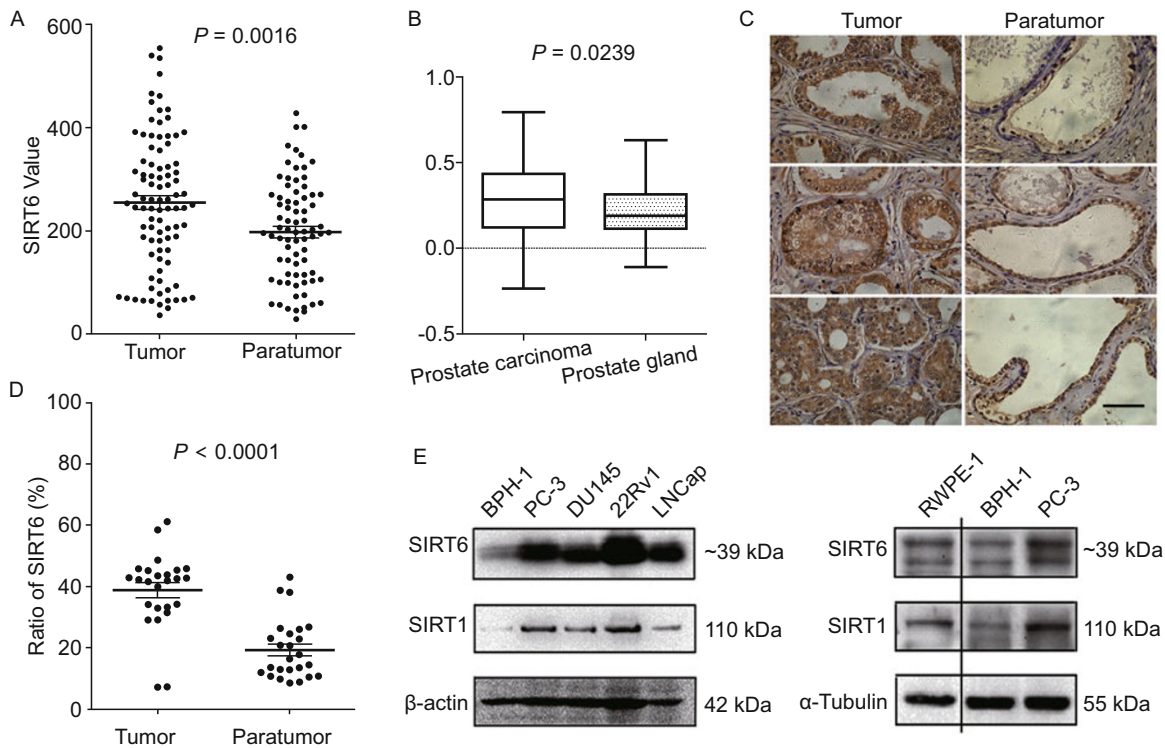 A
600
400
200
0
SIRT6 Value
P = 0.0016
Tumor
Paratumor
B
1.0
0.5
0.0
-0.5
P = 0.0239
Prostate carcinoma
Prostate gland
C
Tumor
Paratumor
D
100
80
60
40
20
0
Ratio of SIRT6 (%)
P < 0.0001
Tumor
Paratumor
E
BPH-1
PC-3
DU145
22Rv1
LNCap
SIRT6
~39 kDa
SIRT1
110 kDa
β-actin
42 kDa
RWPE-1
BPH-1
PC-3
SIRT6
~39 kDa
SIRT1
110 kDa
α-Tubulin
55 kDa